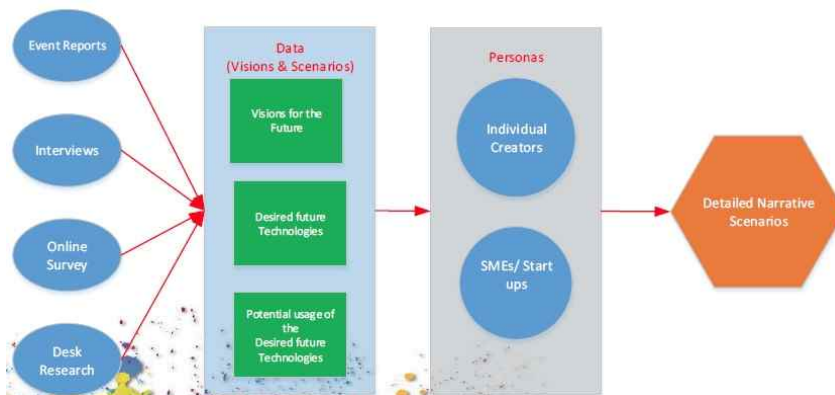 Event Reports
Interviews
Online
Survey
Desk
Research
Data
(Visions & Scenarios)
Visions for the
Future
Desired future
Technologies
Potential usage of
the
Desired future
Technologies
Personas
Individual
Creators
SMEs/ Start
ups
Detailed Narrative
Scenarios